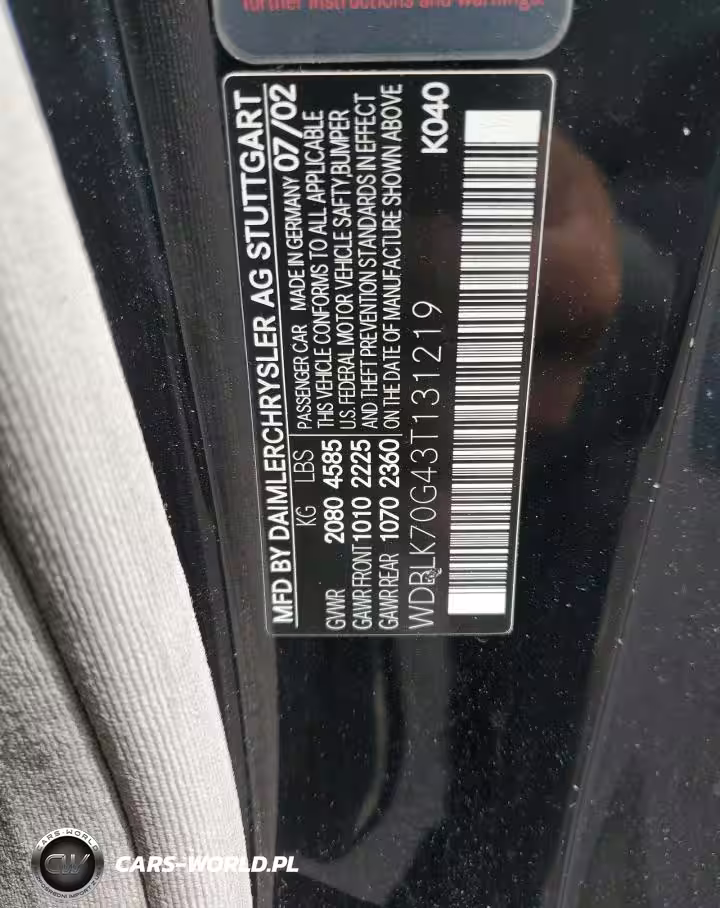 further instructions and warnings.
MFD BY DAIMLERCHRYSLER AG STUTTGART
KG LBS
GVWR 2080 4585
GAWR FRONT 1010 2225
GAWR REAR 1070 2360
PASSENGER CAR MADE IN GERMANY 07/02
THIS VEHICLE CONFORMS TO ALL APPLICABLE
U.S. FEDERAL MOTOR VEHICLE SAFTY,BUMPER
AND THEFT PREVENTION STANDARDS IN EFFECT
ON THE DATE OF MANUFACTURE SHOWN ABOVE
WDBLK70G43T131219
K040
CARS-WORLD
CW
CARS-WORLD.PL